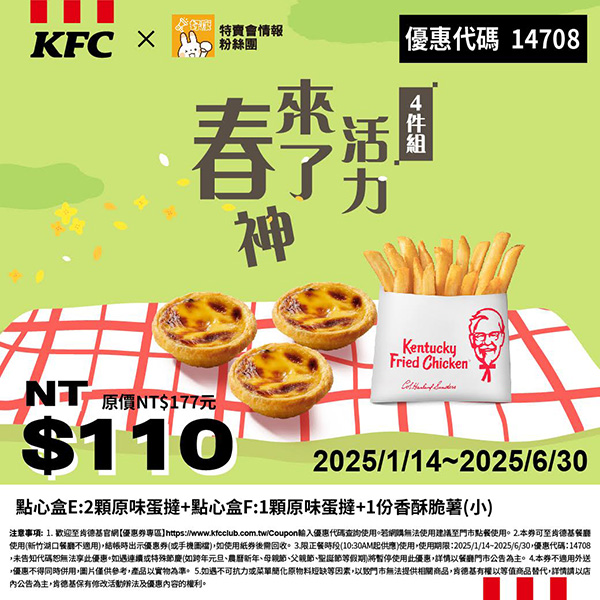 KFC × 特賣會情報
粉絲團
優惠代碼 14708
春神
來了
活力
4件組
Kentucky
Fried Chicken
NT
原價NT$177元
$110
2025/1/14~2025/6/30
點心盒E:2顆原味蛋撻+點心盒F:1顆原味蛋撻+1份香酥脆薯(小)
注意事項: 1. 歡迎至肯德基官網【優惠券專區】https://www.kfcclub.com.tw/Coupon輸入優惠代碼查詢使用。若網購無法使用建議至門市點餐使用。2.本券可至肯德基餐廳
使用(新竹湖口餐廳不適用),結帳時出示優惠券(或手機圖檔),如使用紙券後需回收。3.限正餐時段(10:30AM起供應)使用,使用期限:2025/1/14~2025/6/30,優惠代碼:14708
,未告知代碼恕無法享此優惠。如遇連續或特殊節慶(如跨年元旦、農曆新年、母親節、父親節、聖誕節等假期)將暫停使用此優惠,詳情以餐廳門市公告為主。4.本券不適用外送
,優惠不得同時併用,圖片僅供參考,產品以實物為準。5.如遇不可抗力或菜單簡化原物料短缺等因素,以致門市無法提供相關商品,肯德基有權以等值商品替代,詳情請以店
內公告為主,肯德基保有修改活動辦法及優惠內容的權利。